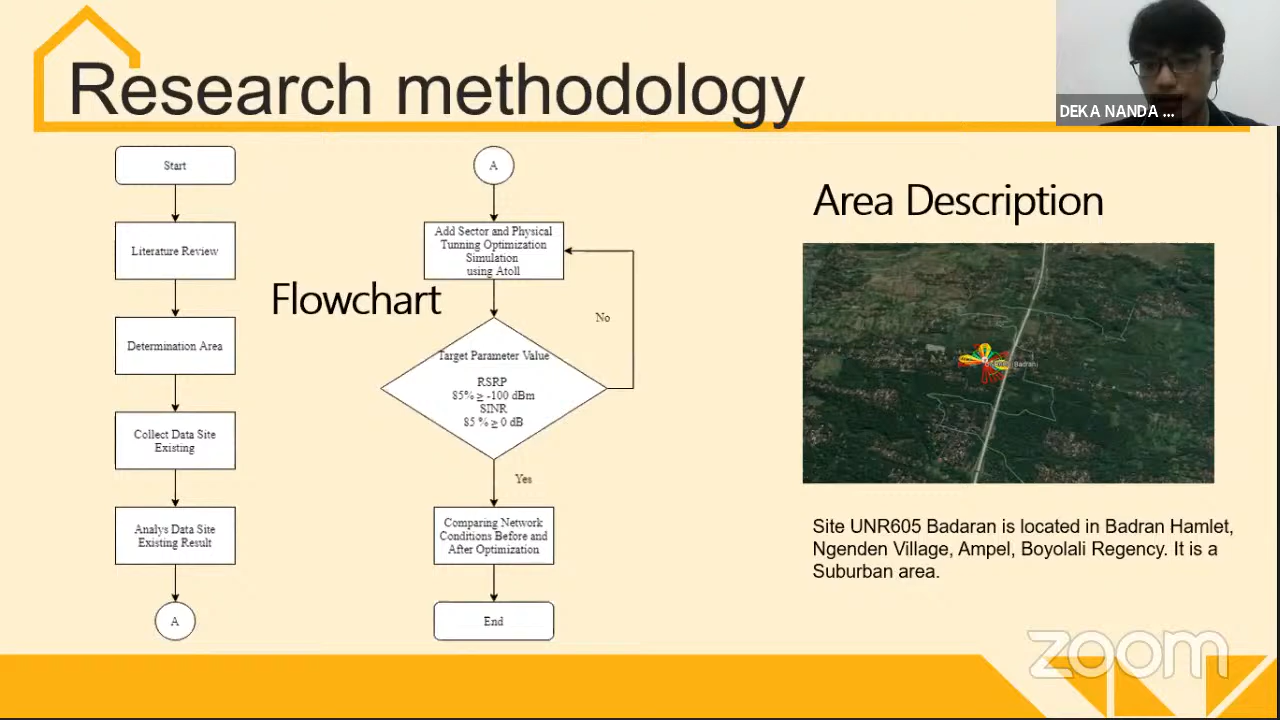 Research methodology
DEKA NANDA ...
Start
Literature Review
Determination Area
Collect Data Site
Existing
Analys Data Site
Existing Result
A
Flowchart
A
Add Sector and Physical
Tunning Optimization
Simulation
using Atoll
No
Target Parameter Value
RSRP
85% ≥ -100 dBm
SINR
85 % ≥ 0 dB
Yes
Comparing Network
Conditions Before and
After Optimization
End
Area Description
Site UNR605 Badaran is located in Badran Hamlet,
Ngenden Village, Ampel, Boyolali Regency. It is a
Suburban area.
zoom